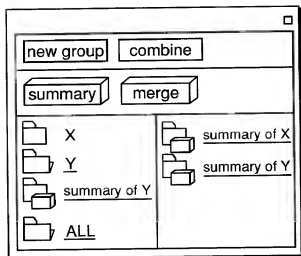 new group combine
summary merge
X
Y
summary of Y
ALL
summary of X
summary of Y